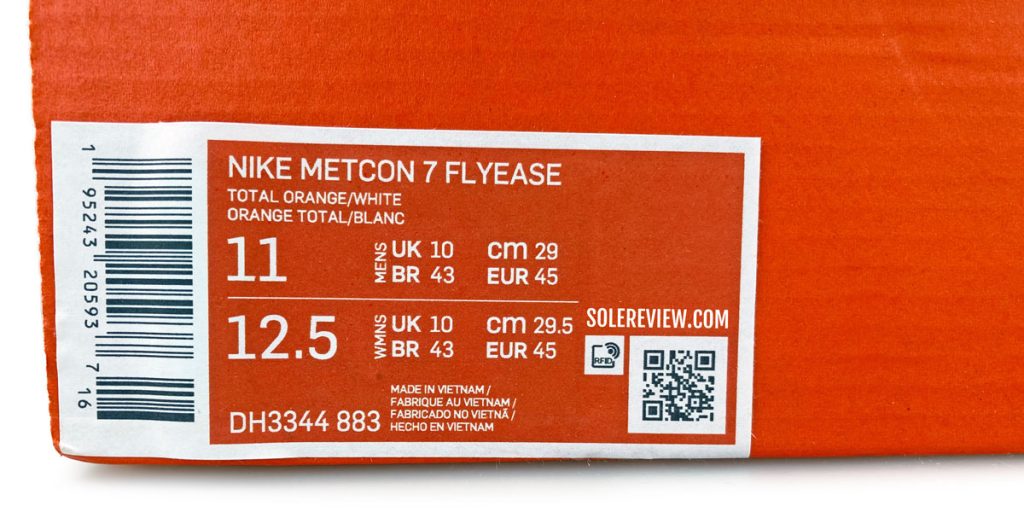 1 95243 20593 7 16
NIKE METCON 7 FLYEASE
TOTAL ORANGE/WHITE
ORANGE TOTAL/BLANC
11 MENS UK 10 cm 29
BR 43 EUR 45
12.5 WMNS UK 10 cm 29.5
BR 43 EUR 45
SOLEREVIEW.COM
RFID
DH3344 883
MADE IN VIETNAM /
FABRIQUE AU VIETNAM /
FABRICADO NO VIETNÃ /
HECHO EN VIETNAM